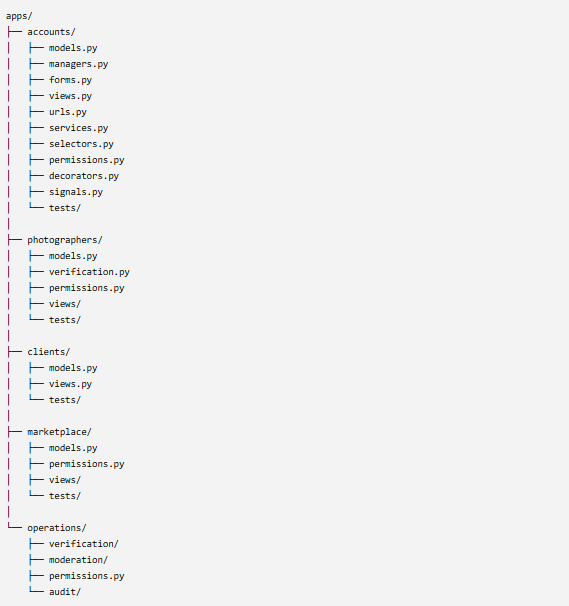 apps/
├── accounts/
│   ├── models.py
│   ├── managers.py
│   ├── forms.py
│   ├── views.py
│   ├── urls.py
│   ├── services.py
│   ├── selectors.py
│   ├── permissions.py
│   ├── decorators.py
│   ├── signals.py
│   └── tests/
│
├── photographers/
│   ├── models.py
│   ├── verification.py
│   ├── permissions.py
│   ├── views/
│   └── tests/
│
├── clients/
│   ├── models.py
│   ├── views.py
│   └── tests/
│
├── marketplace/
│   ├── models.py
│   ├── permissions.py
│   ├── views/
│   └── tests/
│
└── operations/
    ├── verification/
    ├── moderation/
    ├── permissions.py
    └── audit/